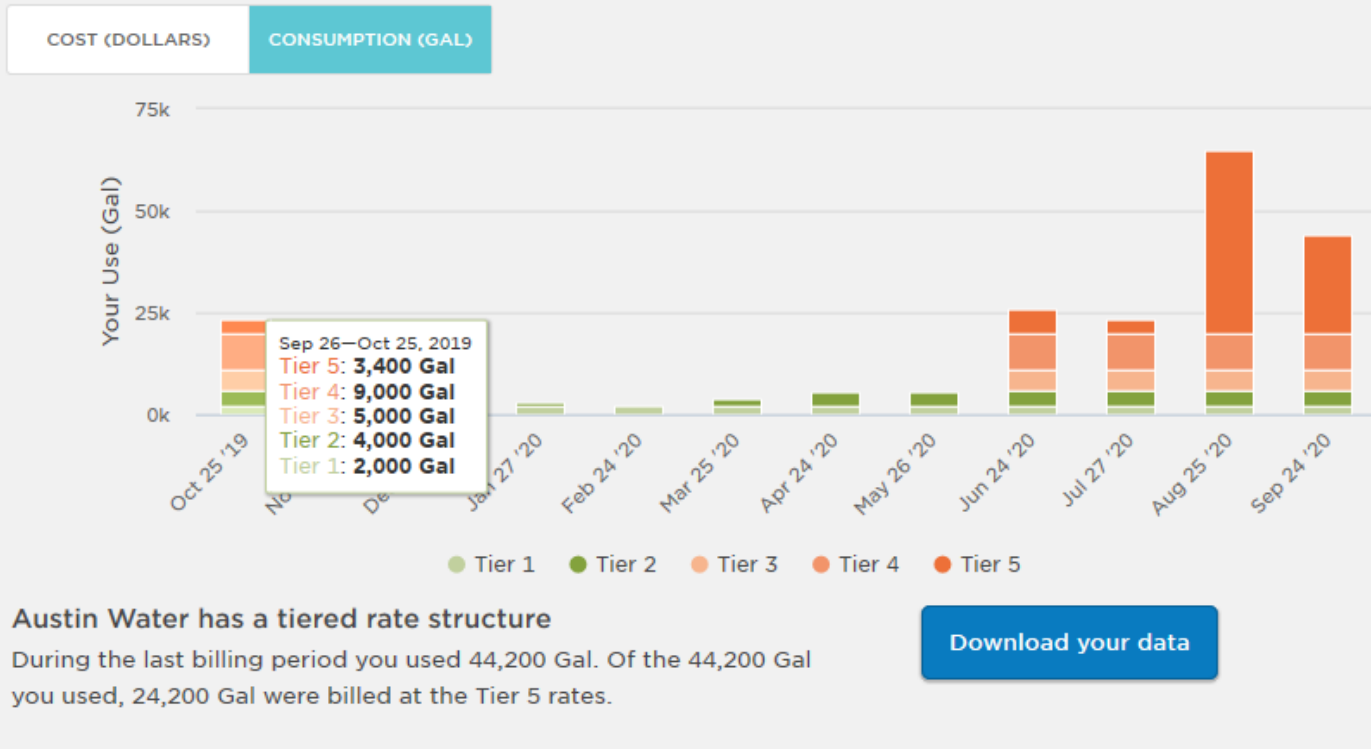 COST (DOLLARS)
CONSUMPTION (GAL)
75k
50k
25k
0k
Your Use (Gal)
Sep 26—Oct 25, 2019
Tier 5: 3,400 Gal
Tier 4: 9,000 Gal
Tier 3: 5,000 Gal
Tier 2: 4,000 Gal
Tier 1: 2,000 Gal
Oct 25 '19
Jan 27 '20
Feb 24 '20
Mar 25 '20
Apr 24 '20
May 26 '20
Jun 24 '20
Jul 27 '20
Aug 25 '20
Sep 24 '20
Tier 1
Tier 2
Tier 3
Tier 4
Tier 5
Austin Water has a tiered rate structure
During the last billing period you used 44,200 Gal. Of the 44,200 Gal
you used, 24,200 Gal were billed at the Tier 5 rates.
Download your data